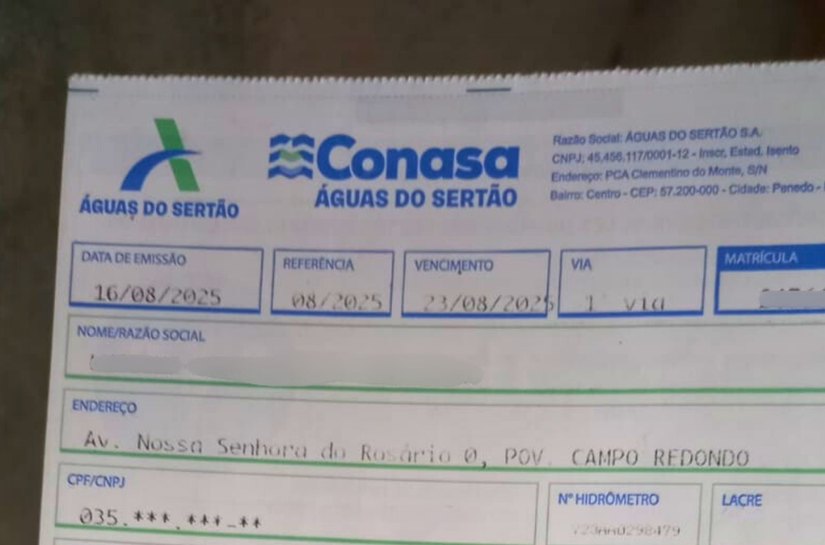 ÁGUAS DO SERTÃO
Conasa
ÁGUAS DO SERTÃO
Razão Social: ÁGUAS DO SERTÃO S.A.
CNPJ: 45.456.117/0001-12 - Inscr. Estad. Isento
Endereço: PCA Clementino do Monte, S/N
Bairro: Centro - CEP: 57.200-000 - Cidade: Penedo -
DATA DE EMISSÃO
16/08/2025
REFERÊNCIA
08/2025
VENCIMENTO
23/08/2025
VIA
1 via
MATRÍCULA
NOME/RAZÃO SOCIAL
ENDEREÇO
Av. Nossa Senhora do Rosário 0, POV. CAMPO REDONDO
CPF/CNPJ
035.***.***-**
Nº HIDRÔMETRO
LACRE